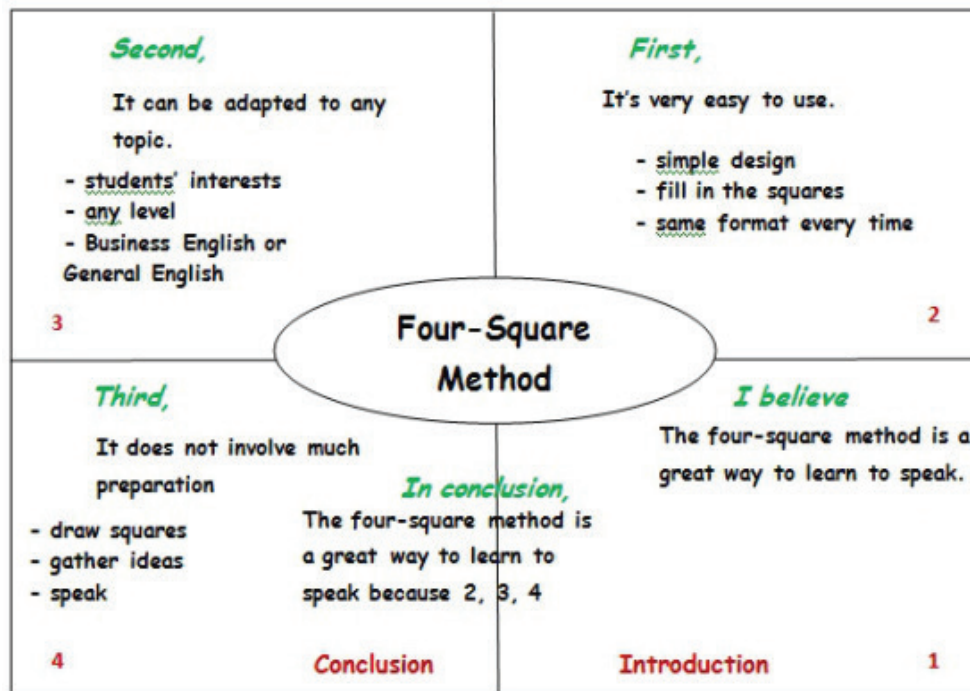 Second,
It can be adapted to any
topic.
- students' interests
- any level
- Business English or
General English
3
First,
It's very easy to use.
- simple design
- fill in the squares
- same format every time
2
Four-Square
Method
Third,
It does not involve much
preparation
- draw squares
- gather ideas
- speak
4
In conclusion,
The four-square method is
a great way to learn to
speak because 2, 3, 4
Conclusion
I believe
The four-square method is a
great way to learn to speak.
Introduction
1